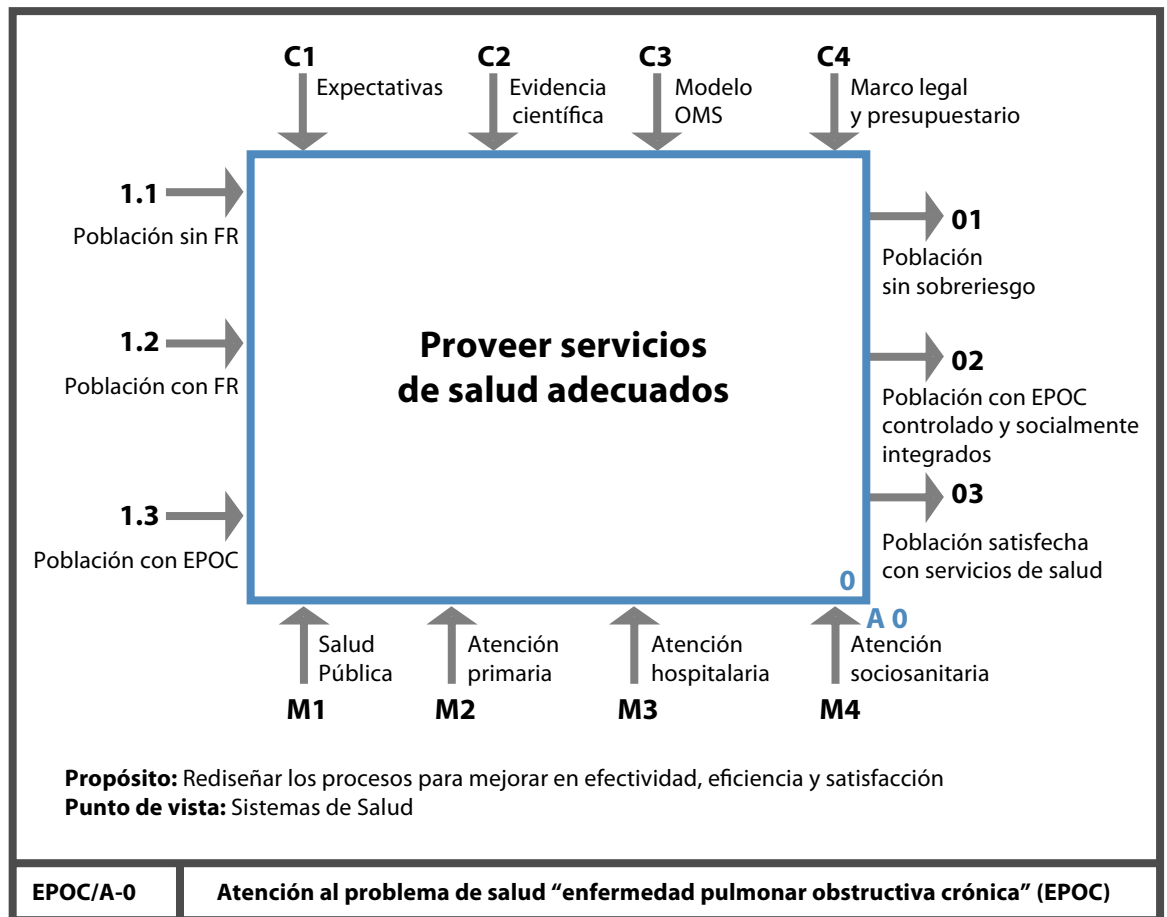 C1
Expectativas
C2
Evidencia
científica
C3
Modelo
OMS
C4
Marco legal
y presupuestario
1.1
Población sin FR
1.2
Población con FR
1.3
Población con EPOC
Proveer servicios
de salud adecuados
01
Población
sin sobreriesgo
02
Población con EPOC
controlado y socialmente
integrados
03
Población satisfecha
con servicios de salud
0
A 0
Salud
Pública
M1
Atención
primaria
M2
Atención
hospitalaria
M3
Atención
sociosanitaria
M4
Propósito: Rediseñar los procesos para mejorar en efectividad, eficiencia y satisfacción
Punto de vista: Sistemas de Salud
EPOC/A-0
Atención al problema de salud “enfermedad pulmonar obstructiva crónica” (EPOC)